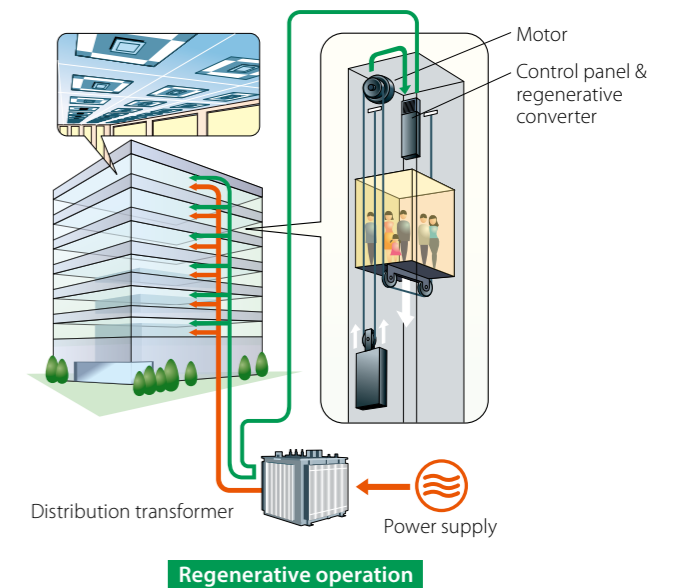 Motor
Control panel &
regenerative
converter
Distribution transformer
Power supply
Regenerative operation